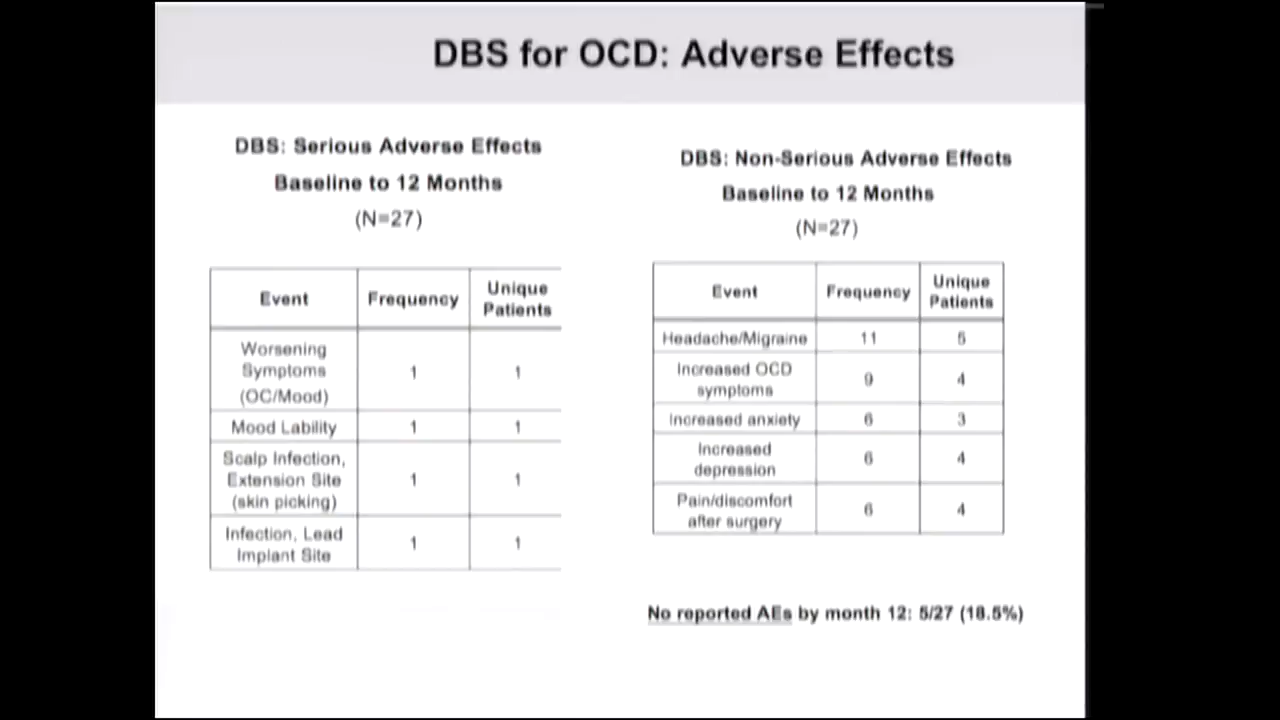 DBS for OCD: Adverse Effects
DBS: Serious Adverse Effects
Baseline to 12 Months
(N=27)
Event Frequency Unique Patients
Worsening Symptoms (OC/Mood) 1 1
Mood Lability 1 1
Scalp Infection, Extension Site (skin picking) 1 1
Infection, Lead Implant Site 1 1
DBS: Non-Serious Adverse Effects
Baseline to 12 Months
(N=27)
Event Frequency Unique Patients
Headache/Migraine 11 5
Increased OCD symptoms 9 4
Increased anxiety 6 3
Increased depression 6 4
Pain/discomfort after surgery 6 4
No reported AEs by month 12: 5/27 (18.5%)